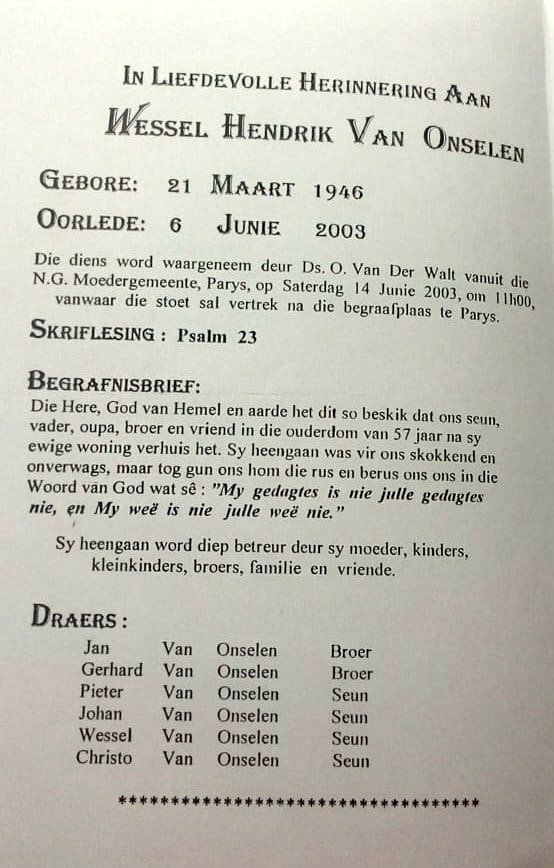 In Liefdevolle Herinnering Aan
Wessel Hendrik Van Onselen
Gebore: 21 Maart 1946
Oorlede: 6 Junie 2003
Die diens word waargeneem deur Ds. O. Van Der Walt vanuit die
N.G. Moedergemeente, Parys, op Saterdag 14 Junie 2003, om 11h00,
vanwaar die stoet sal vertrek na die begraafplaas te Parys.
Skriflesing : Psalm 23
Begrafnisbrief:
Die Here, God van Hemel en aarde het dit so beskik dat ons seun,
vader, oupa, broer en vriend in die ouderdom van 57 jaar na sy
ewige woning verhuis het. Sy heengaan was vir ons skokkend en
onverwags, maar tog gun ons hom die rus en berus ons ons in die
Woord van God wat sê : "My gedagtes is nie julle gedagtes
nie, en My weë is nie julle weë nie."
Sy heengaan word diep betreur deur sy moeder, kinders,
kleinkinders, broers, familie en vriende.
Draers :
Jan Van Onselen Broer
Gerhard Van Onselen Broer
Pieter Van Onselen Seun
Johan Van Onselen Seun
Wessel Van Onselen Seun
Christo Van Onselen Seun
**********************************